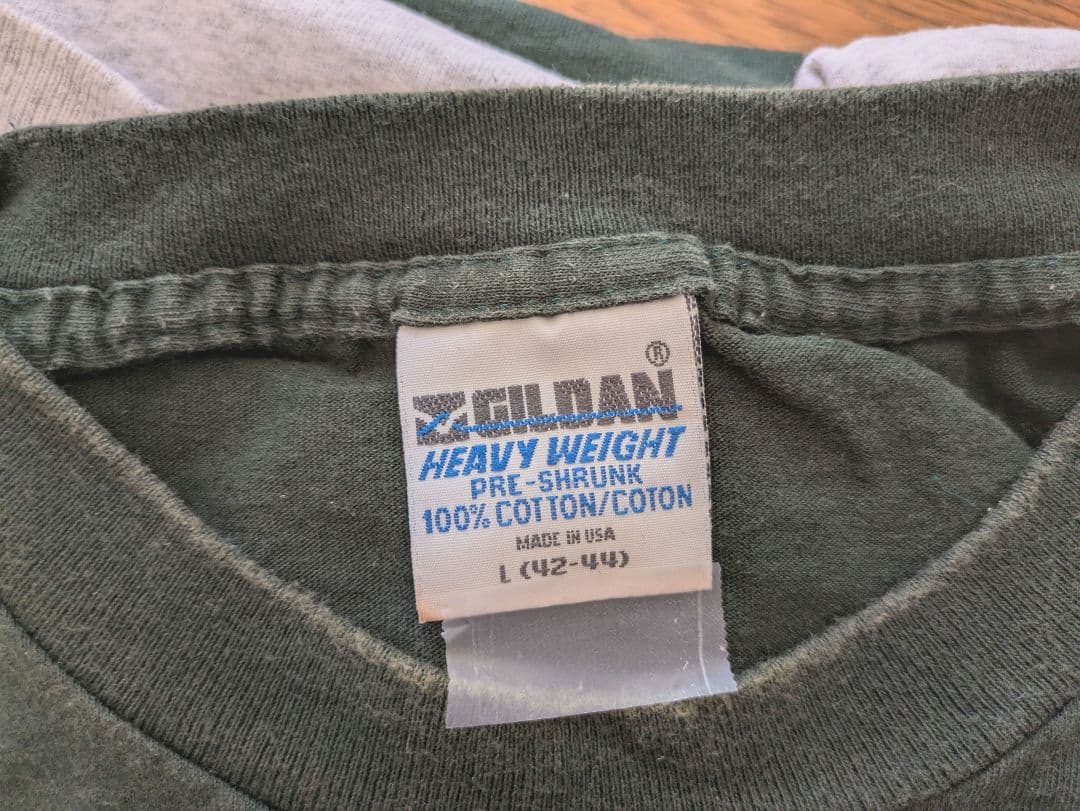 ®
GILDAN
HEAVY WEIGHT
PRE-SHRUNK
100% COTTON/COTON
MADE IN USA
L (42-44)